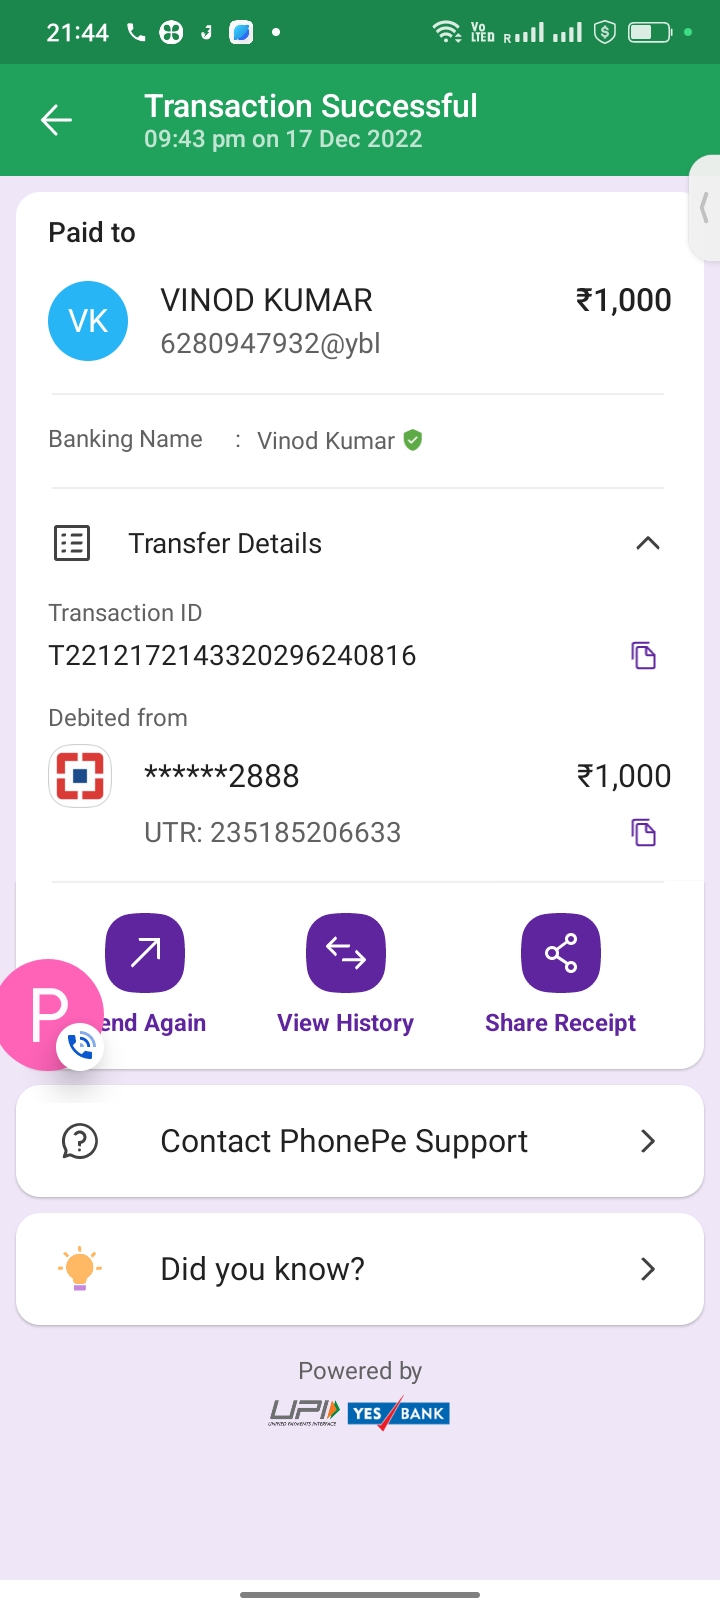 21:44
Vo
LTED
R
Transaction Successful
09:43 pm on 17 Dec 2022
Paid to
VK
VINOD KUMAR
₹1,000
6280947932@ybl
Banking Name : Vinod Kumar
Transfer Details
Transaction ID
T2212172143320296240816
Debited from
******2888
₹1,000
UTR: 235185206633
P
end Again
View History
Share Receipt
Contact PhonePe Support
Did you know?
Powered by
UPI
UNIFIED PAYMENTS INTERFACE
YES BANK